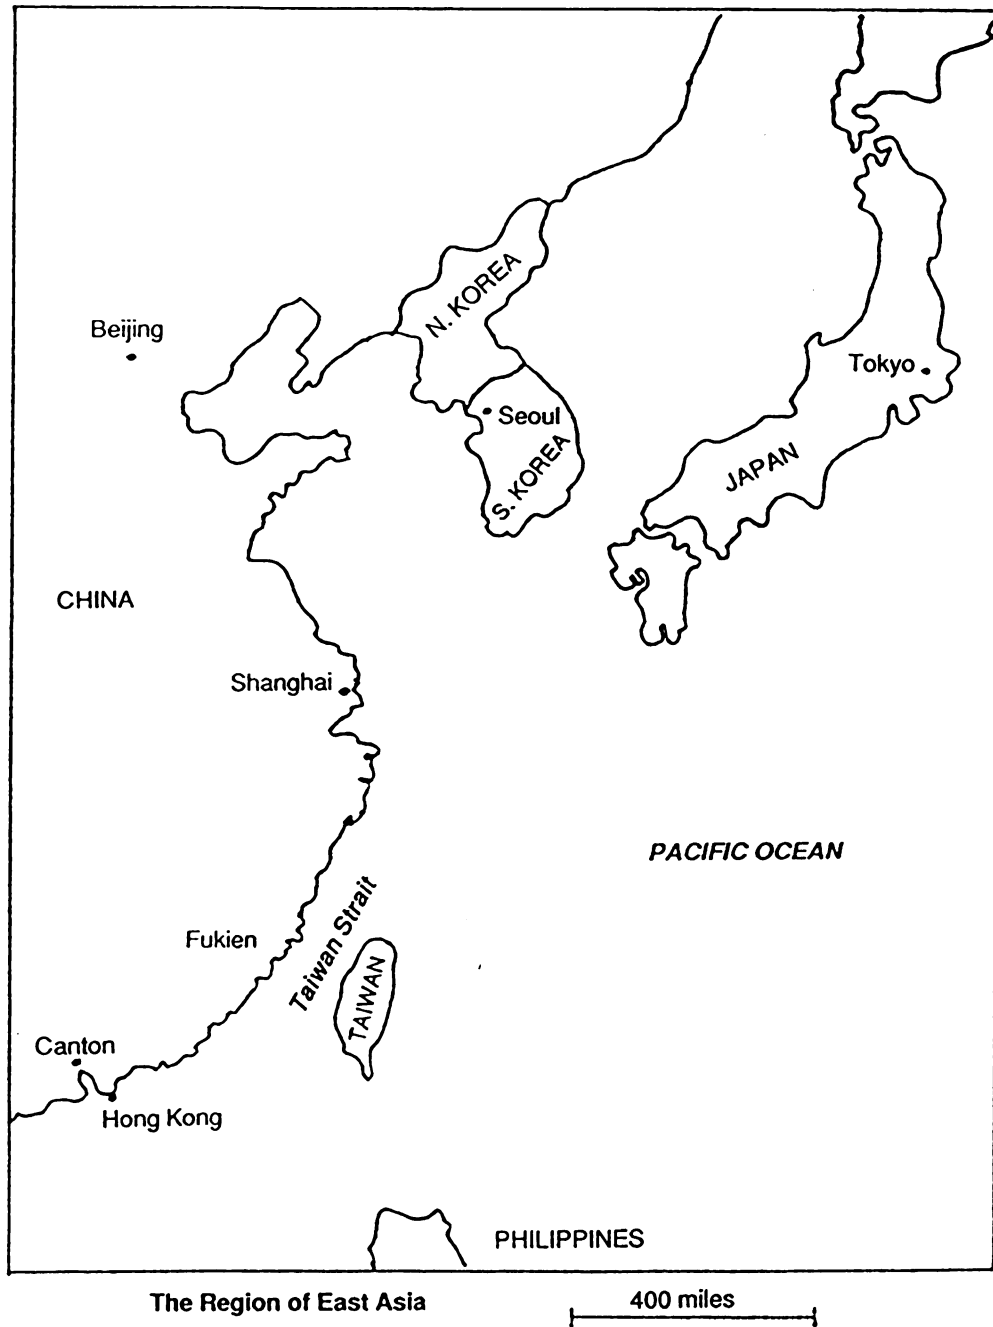 N. KOREA
Beijing
Tokyo
Seoul
S. KOREA
JAPAN
CHINA
Shanghai
PACIFIC OCEAN
Taiwan Strait
Fukien
TAIWAN
Canton
Hong Kong
PHILIPPINES
The Region of East Asia
400 miles